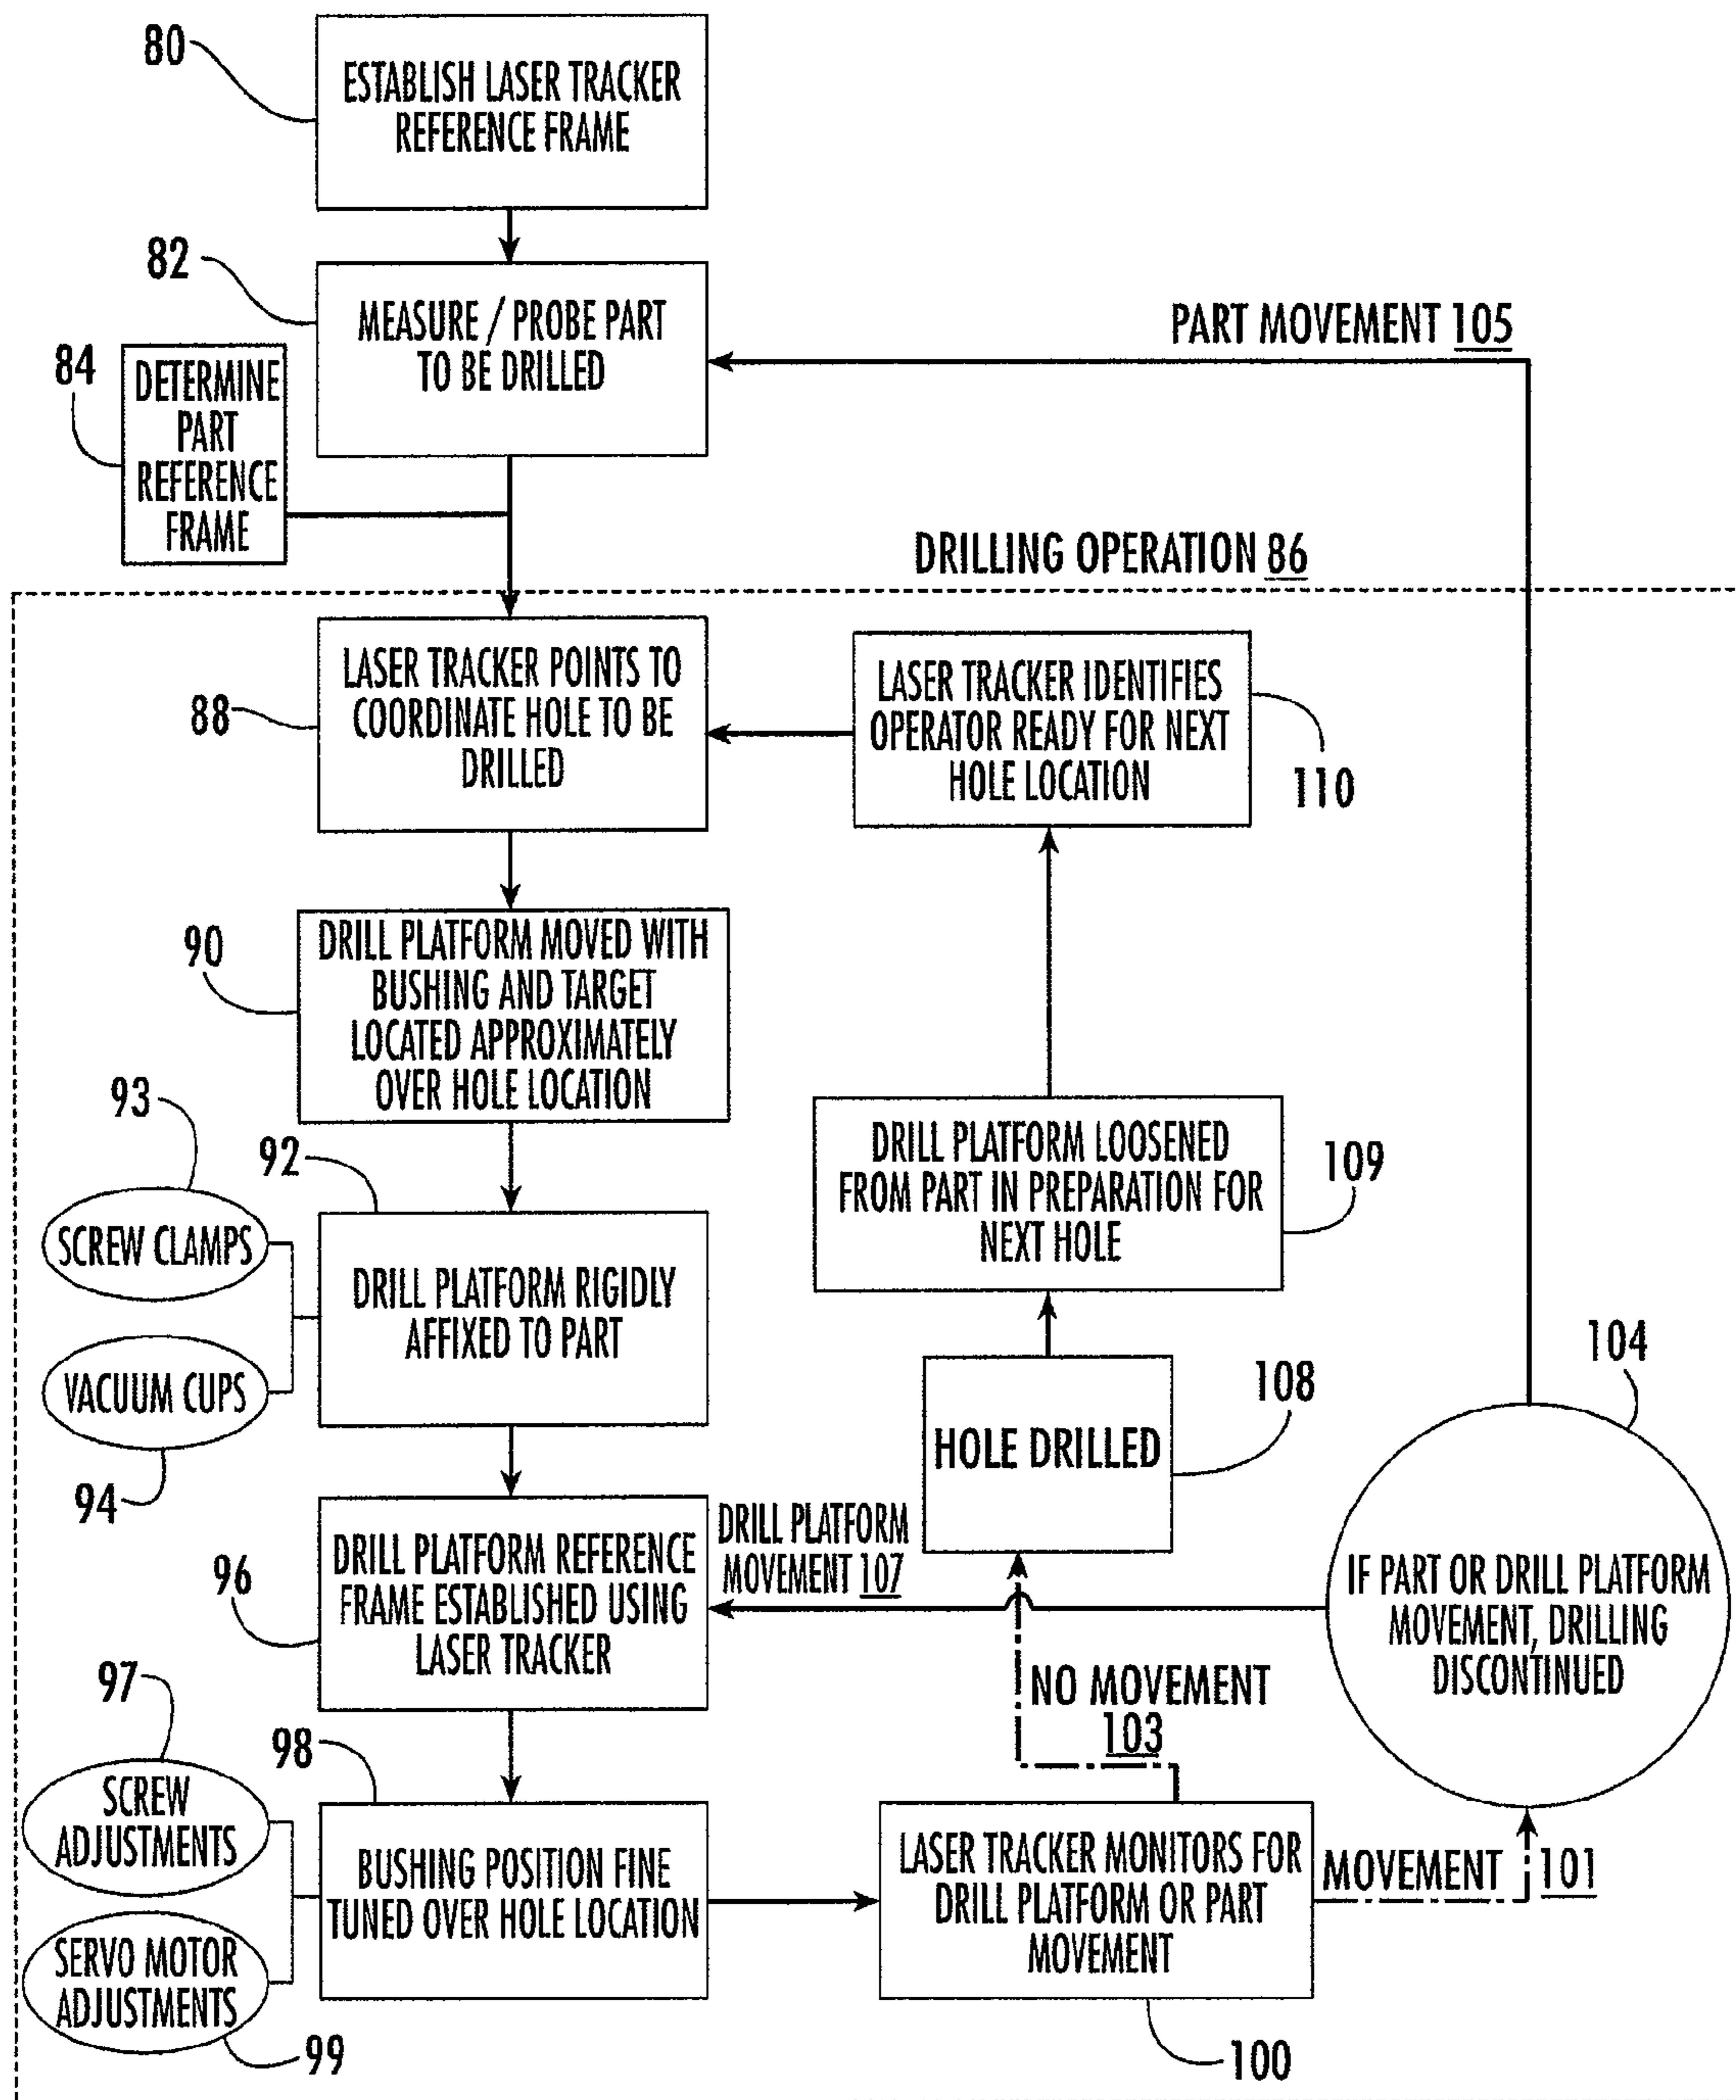 80
ESTABLISH LASER TRACKER
REFERENCE FRAME
82
MEASURE / PROBE PART
TO BE DRILLED
PART MOVEMENT 105
84
DETERMINE
PART
REFERENCE
FRAME
DRILLING OPERATION 86
88
LASER TRACKER POINTS TO
COORDINATE HOLE TO BE
DRILLED
LASER TRACKER IDENTIFIES
OPERATOR READY FOR NEXT
HOLE LOCATION
110
90
DRILL PLATFORM MOVED WITH
BUSHING AND TARGET
LOCATED APPROXIMATELY
OVER HOLE LOCATION
93
SCREW CLAMPS
92
DRILL PLATFORM RIGIDLY
AFFIXED TO PART
VACUUM CUPS
94
DRILL PLATFORM LOOSENED
FROM PART IN PREPARATION FOR
NEXT HOLE
109
HOLE DRILLED
108
104
IF PART OR DRILL PLATFORM
MOVEMENT, DRILLING
DISCONTINUED
96
DRILL PLATFORM REFERENCE
FRAME ESTABLISHED USING
LASER TRACKER
DRILL PLATFORM
MOVEMENT 107
NO MOVEMENT
103
97
SCREW
ADJUSTMENTS
98
BUSHING POSITION FINE
TUNED OVER HOLE LOCATION
SERVO MOTOR
ADJUSTMENTS
99
LASER TRACKER MONITORS FOR
DRILL PLATFORM OR PART
MOVEMENT
100
MOVEMENT
101